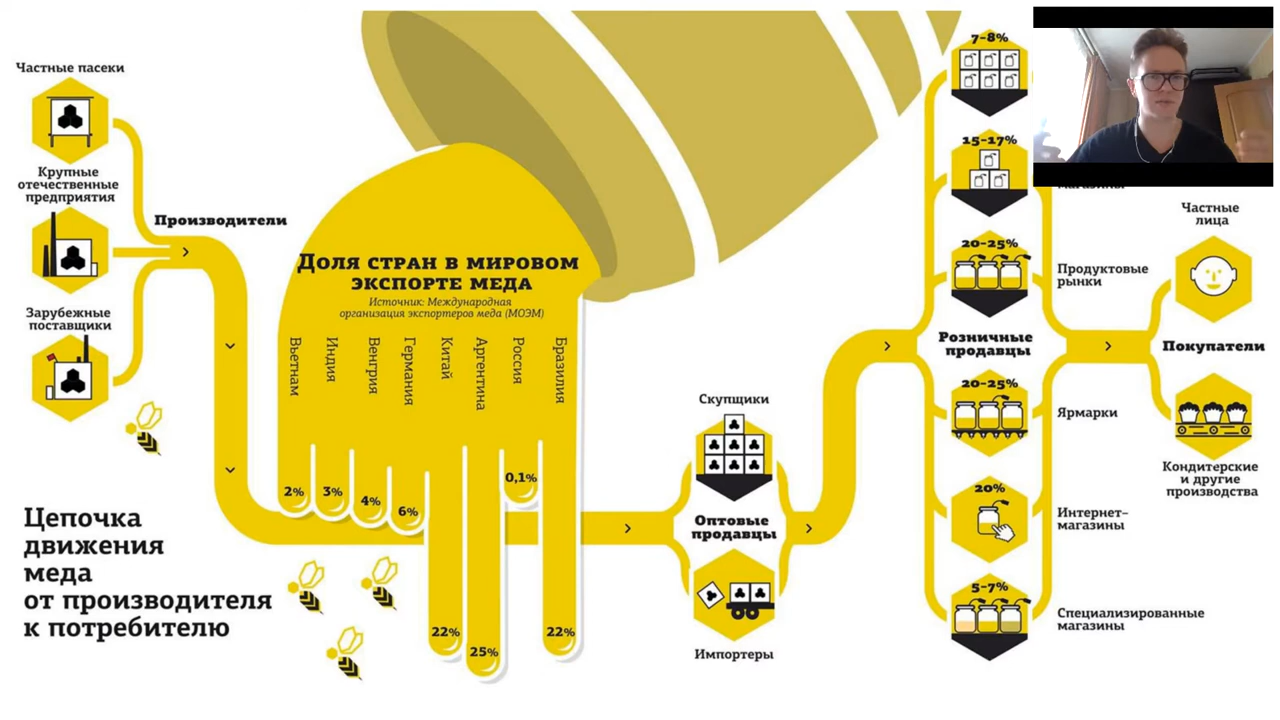 Частные пасеки
Крупные
отечественные
предприятия
Производители
Зарубежные
поставщики
Цепочка
движения
меда
от производителя
к потребителю
Доля стран в мировом
экспорте меда
Источник: Международная
организация экспортеров меда (МОЭМ)
Вьетнам
Индия
Венгрия
Германия
Китай
Аргентина
Россия
Бразилия
2%
3%
4%
6%
22%
25%
0,1%
22%
Скупщики
Оптовые
продавцы
Импортеры
7–8%
15–17%
20–25%
Продуктовые
рынки
Розничные
продавцы
20–25%
Ярмарки
20%
Интернет–
магазины
5–7%
Специализированные
магазины
Частные
лица
Покупатели
Кондитерские
и другие
производства